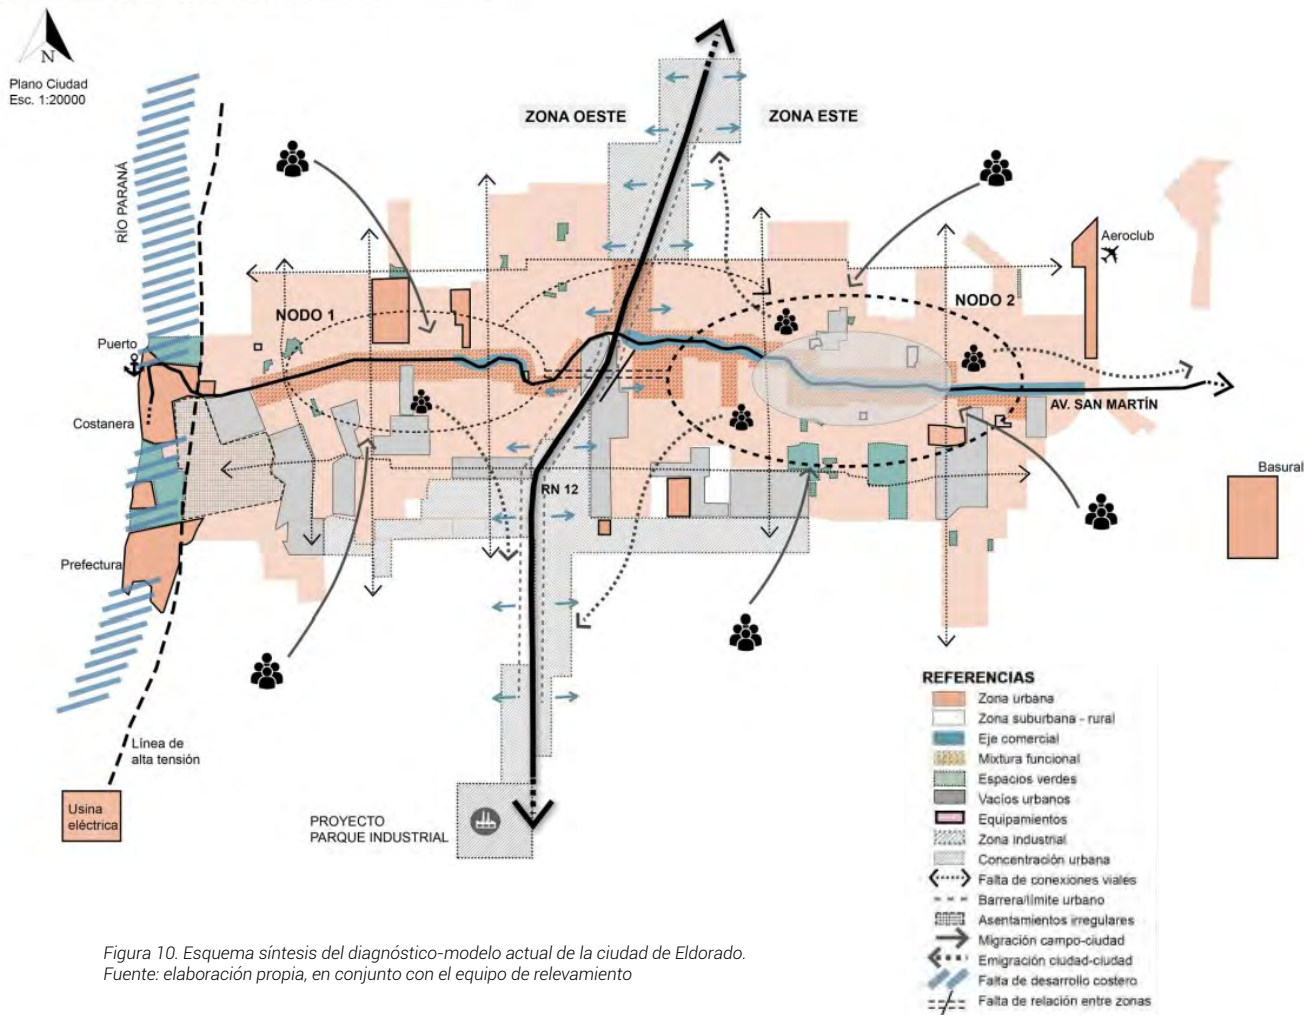 N
Plano Ciudad
Esc. 1:20000
ZONA OESTE
ZONA ESTE
RÍO PARANÁ
Aeroclub
NODO 1
NODO 2
Puerto
AV. SAN MARTÍN
Costanera
Basural
RN 12
Prefectura
Línea de
alta tensión
Usina
eléctrica
PROYECTO
PARQUE INDUSTRIAL
REFERENCIAS
Zona urbana
Zona suburbana - rural
Eje comercial
Mixtura funcional
Espacios verdes
Vacíos urbanos
Equipamientos
Zona industrial
Concentración urbana
Falta de conexiones viales
Barrera/límite urbano
Asentamientos irregulares
Migración campo-ciudad
Emigración ciudad-ciudad
Falta de desarrollo costero
Falta de relación entre zonas
Figura 10. Esquema síntesis del diagnóstico-modelo actual de la ciudad de Eldorado.
Fuente: elaboración propia, en conjunto con el equipo de relevamiento